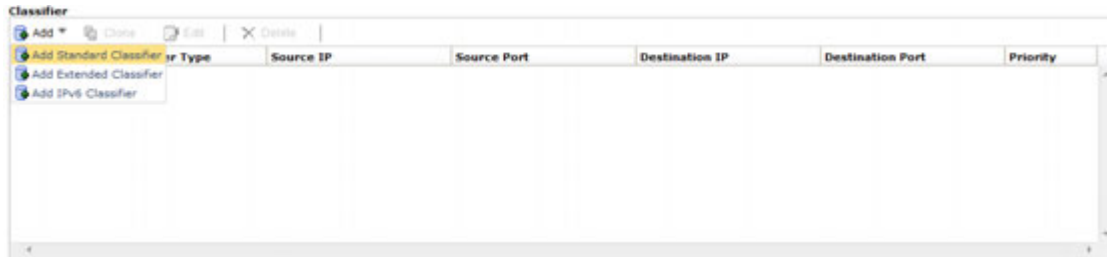 Classifier
Add Clone Edit Delete
Add Standard Classifier
er Type Source IP Source Port Destination IP Destination Port Priority
Add Extended Classifier
Add IPv6 Classifier